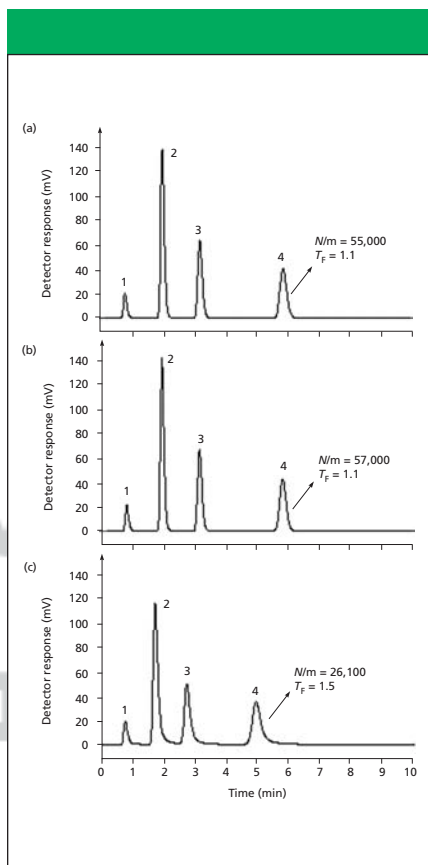 (a)
Detector response (mV)
140
120
100
80
60
40
20
0
1
2
3
4
N/m = 55,000
TF = 1.1
(b)
Detector response (mV)
140
120
100
80
60
40
20
0
1
2
3
4
N/m = 57,000
TF = 1.1
(c)
Detector response (mV)
140
120
100
80
60
40
20
0
1
2
3
4
N/m = 26,100
TF = 1.5
0 1 2 3 4 5 6 7 8 9 10
Time (min)